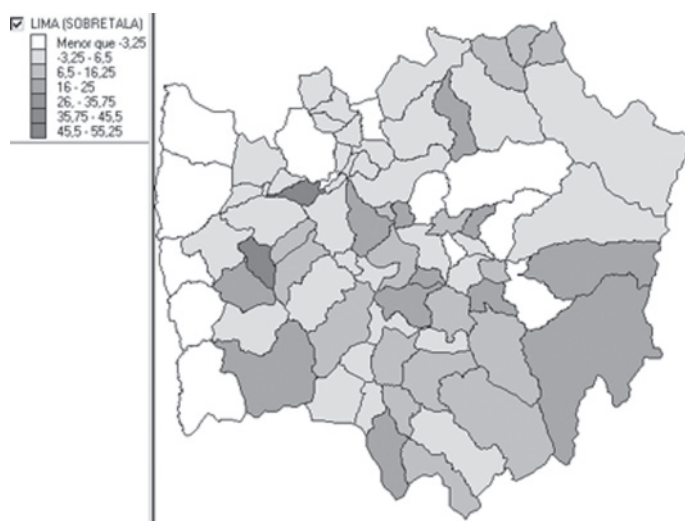 LIMA (SOBRETALA)
Menor que -3,25
-3,25 - 6,5
6,5 - 16,25
16 - 25
26, - 35,75
35,75 - 45,5
45,5 - 55,25